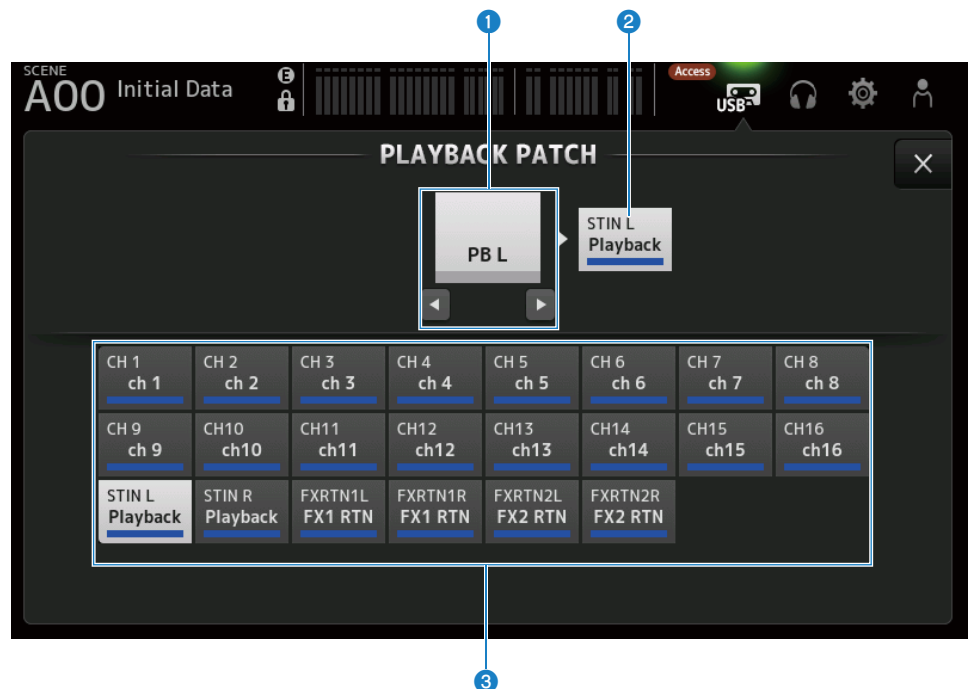 1 2
SCENE
A00 Initial Data E
Access
USB
PLAYBACK PATCH
PB L
STIN L
Playback
CH 1 CH 2 CH 3 CH 4 CH 5 CH 6 CH 7 CH 8
ch 1 ch 2 ch 3 ch 4 ch 5 ch 6 ch 7 ch 8
CH 9 CH10 CH11 CH12 CH13 CH14 CH15 CH16
ch 9 ch10 ch11 ch12 ch13 ch14 ch15 ch16
STIN L STIN R FXRTN1L FXRTN1R FXRTN2L FXRTN2R
Playback Playback FX1 RTN FX1 RTN FX2 RTN FX2 RTN
3